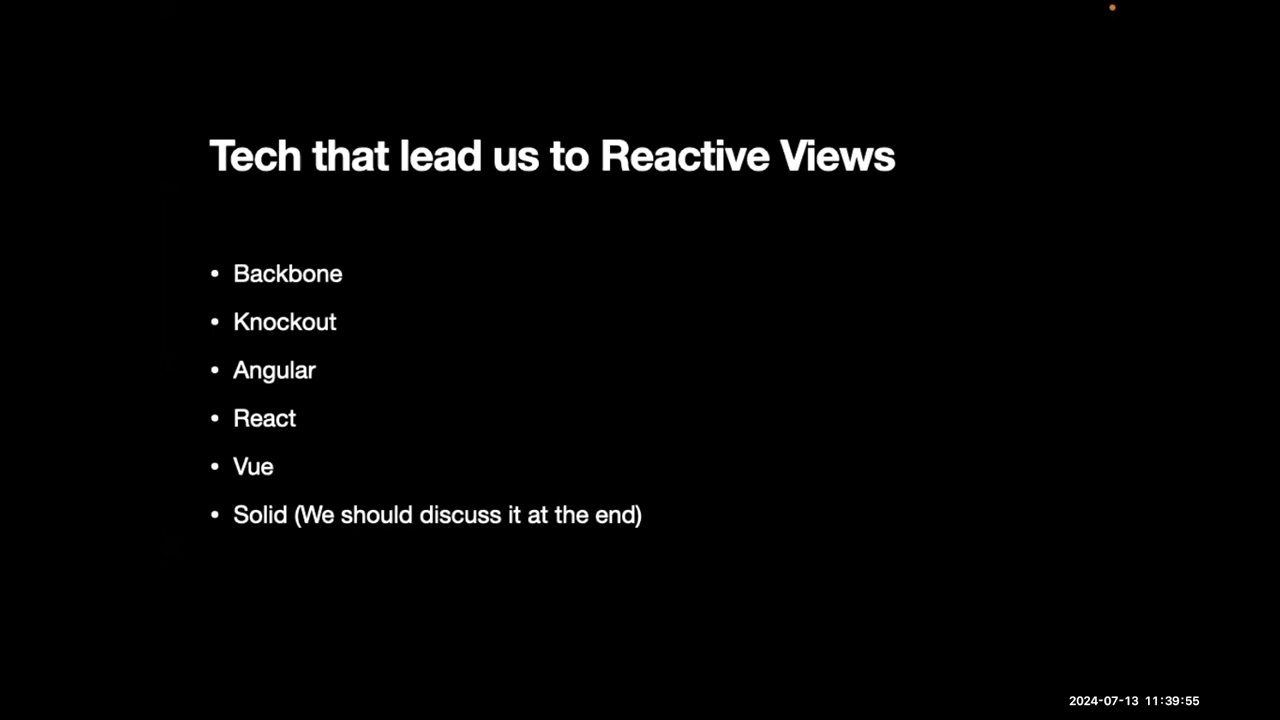 Tech that lead us to Reactive Views
• Backbone
• Knockout
• Angular
• React
• Vue
• Solid (We should discuss it at the end)
2024-07-13 11:39:55